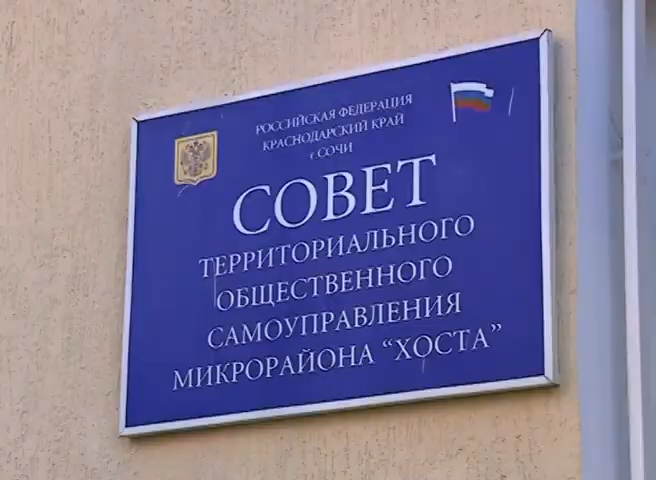 РОССИЙСКАЯ ФЕДЕРАЦИЯ
КРАСНОДАРСКИЙ КРАЙ
г.СОЧИ
СОВЕТ
ТЕРРИТОРИАЛЬНОГО
ОБЩЕСТВЕННОГО
САМОУПРАВЛЕНИЯ
МИКРОРАЙОНА “ХОСТА”